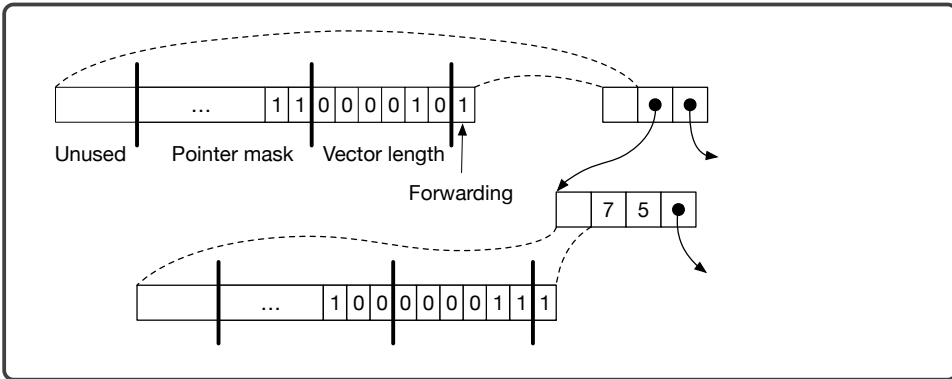 ... 1 1 0 0 0 0 1 0 1
Unused Pointer mask Vector length
Forwarding
7 5
... 1 0 0 0 0 0 0 1 1 1